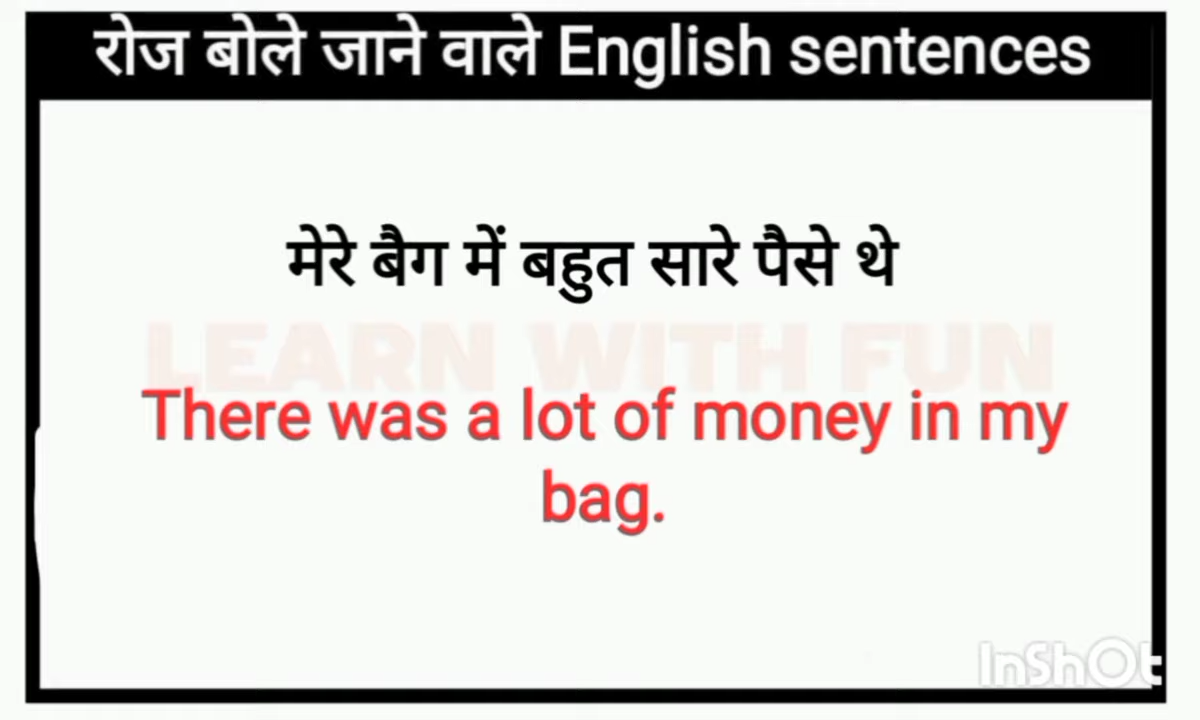 रोज बोले जाने वाले English sentences
मेरे बैग में बहुत सारे पैसे थे
LEARN WITH FUN
There was a lot of money in my
bag.
InShOt